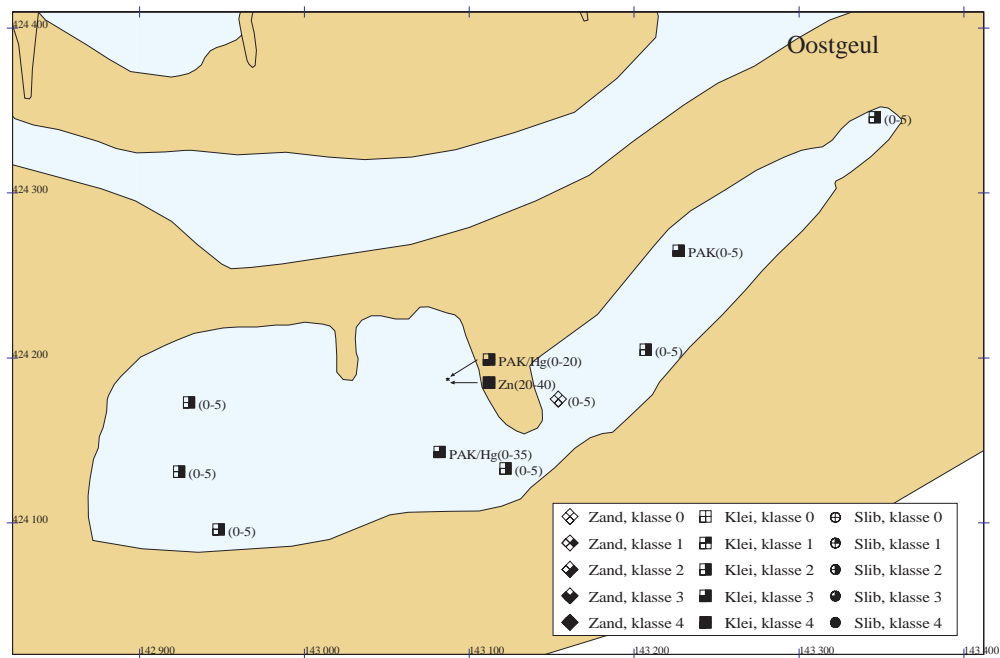 124 400
Oostgeul
(0-5)
124 300
PAK(0-5)
124 200
(0-5)
PAK/Hg(0-20)
Zn(20-40)
(0-5)
(0-5)
PAK/Hg(0-35)
(0-5)
(0-5)
124 100
(0-5)
Zand, klasse 0 Klei, klasse 0 Slib, klasse 0
Zand, klasse 1 Klei, klasse 1 Slib, klasse 1
Zand, klasse 2 Klei, klasse 2 Slib, klasse 2
Zand, klasse 3 Klei, klasse 3 Slib, klasse 3
Zand, klasse 4 Klei, klasse 4 Slib, klasse 4
142 900 143 000 143 100 143 200 143 300 143 400